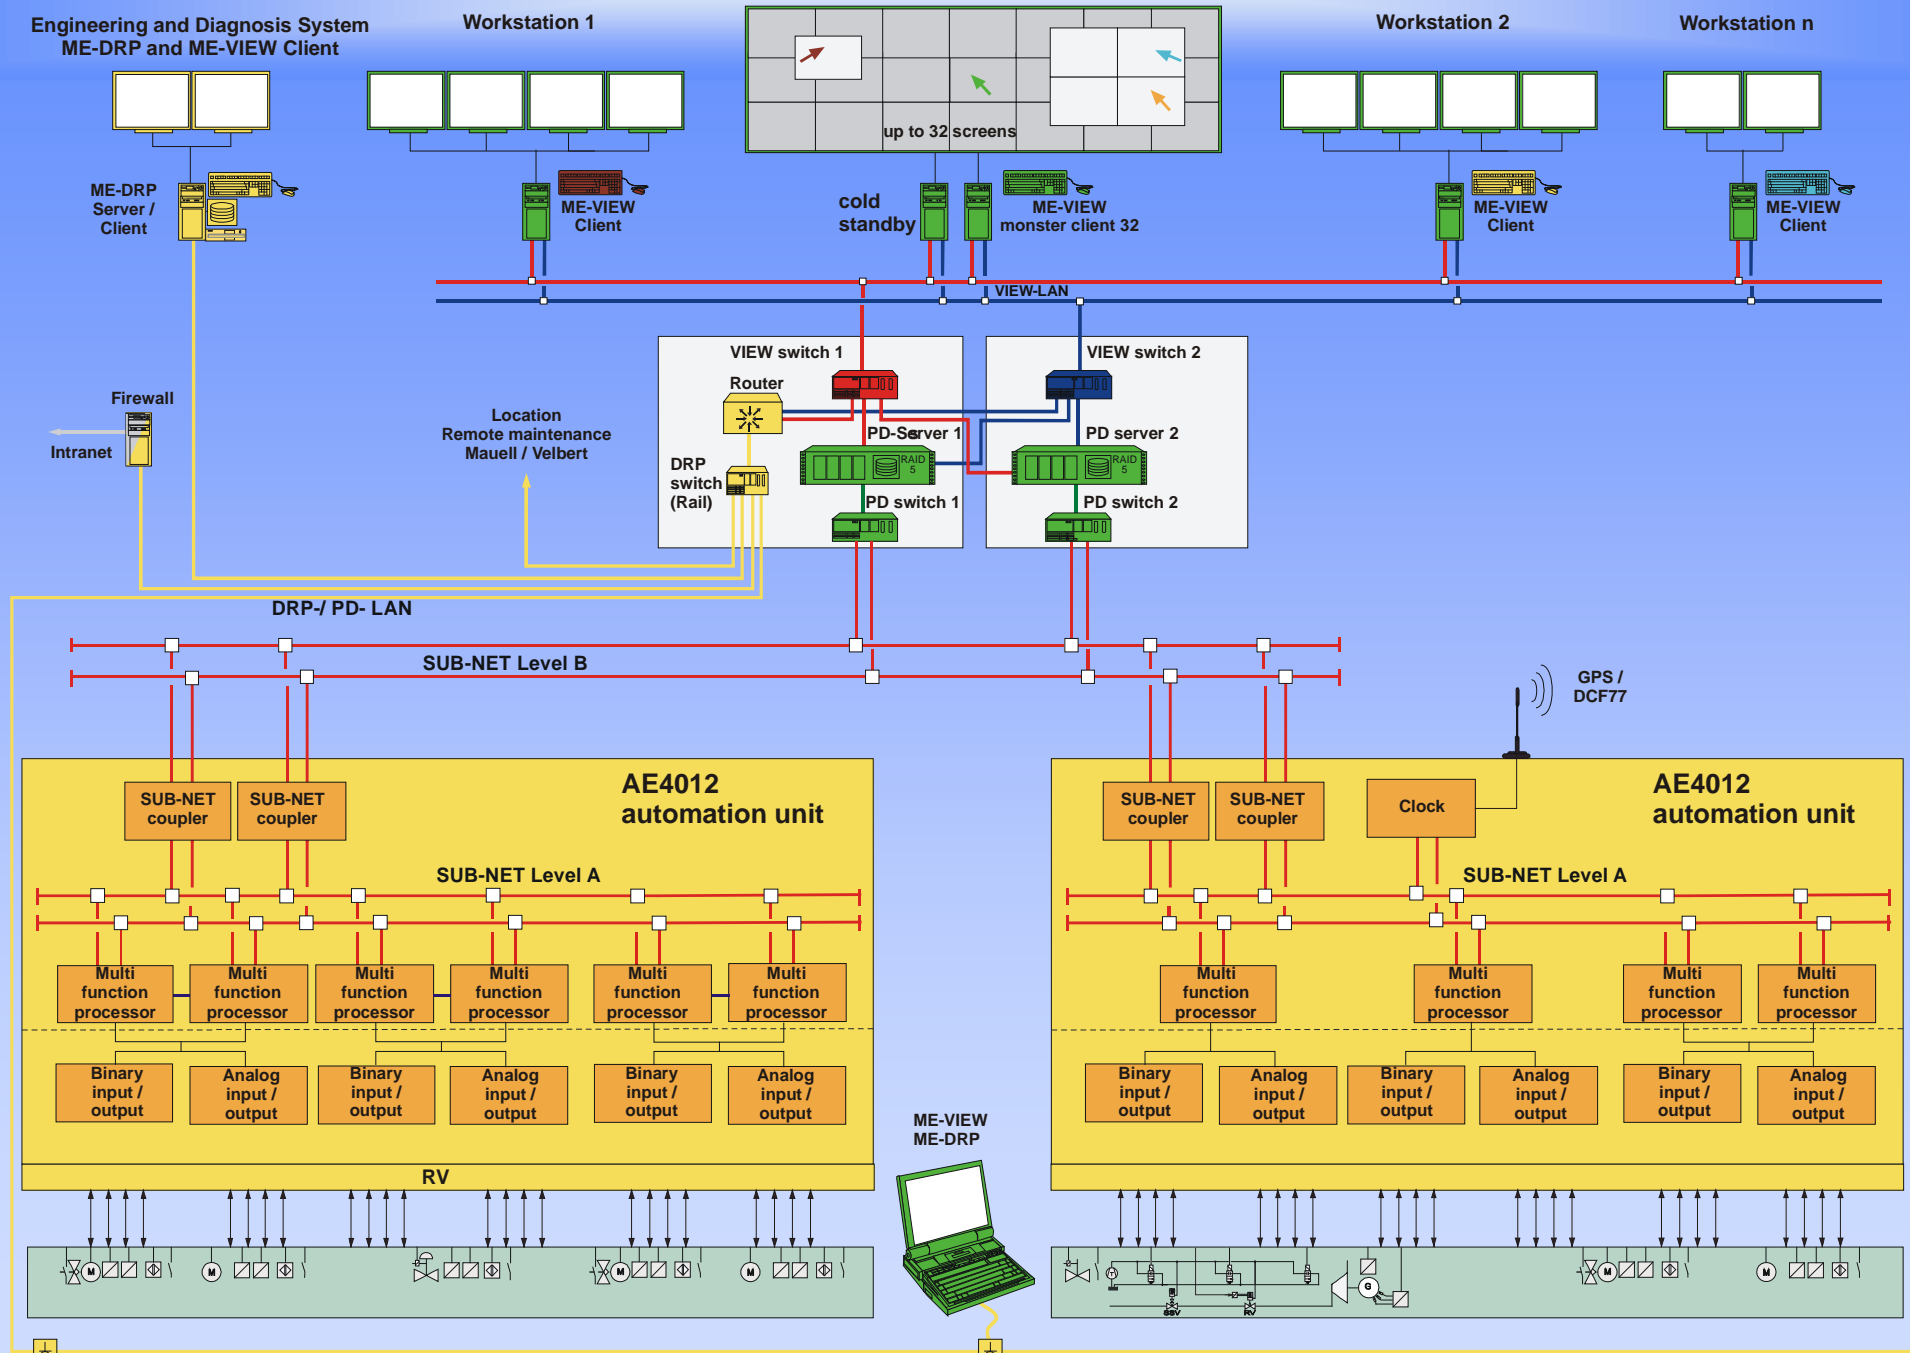 Engineering and Diagnosis System
ME-DRP and ME-VIEW Client
Workstation 1
Workstation 2
Workstation n
up to 32 screens
ME-DRP
Server /
Client
ME-VIEW
Client
cold
standby
ME-VIEW
monster client 32
ME-VIEW
Client
ME-VIEW
Client
VIEW-LAN
VIEW switch 1
VIEW switch 2
Router
Firewall
Intranet
Location
Remote maintenance
Mauell / Velbert
PD-Server 1
PD server 2
RAID
5
RAID
5
DRP
switch
(Rail)
PD switch 1
PD switch 2
DRP-/ PD- LAN
SUB-NET Level B
GPS /
DCF77
AE4012
automation unit
SUB-NET
coupler
SUB-NET
coupler
SUB-NET Level A
Multi
function
processor
Multi
function
processor
Multi
function
processor
Multi
function
processor
Multi
function
processor
Multi
function
processor
Binary
input /
output
Analog
input /
output
Binary
input /
output
Analog
input /
output
Binary
input /
output
Analog
input /
output
RV
M
M
M
M
ME-VIEW
ME-DRP
AE4012
automation unit
SUB-NET
coupler
SUB-NET
coupler
Clock
SUB-NET Level A
Multi
function
processor
Multi
function
processor
Multi
function
processor
Multi
function
processor
Binary
input /
output
Analog
input /
output
Binary
input /
output
Analog
input /
output
Binary
input /
output
Analog
input /
output
G
M
M
SSV
RV